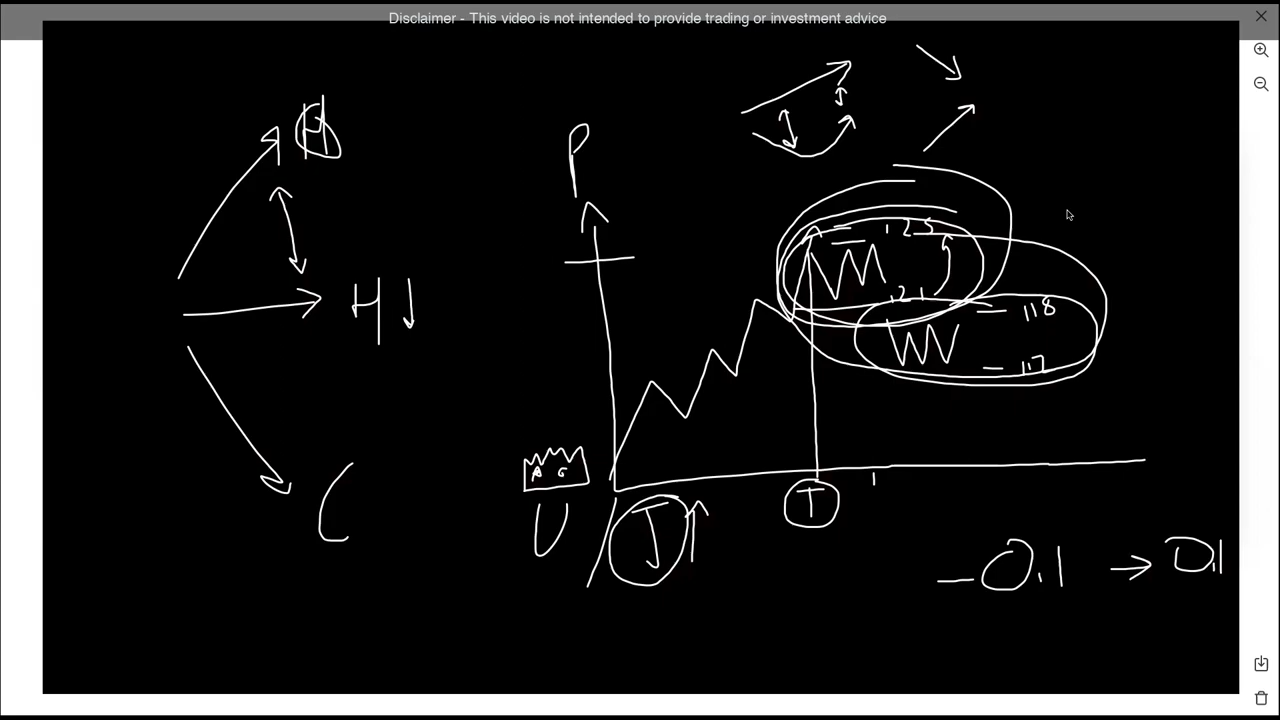 Disclaimer - This video is not intended to provide trading or investment advice
H
P
125
121
H
118
117
A G
C
U / J
T
-0.1 → 0.1